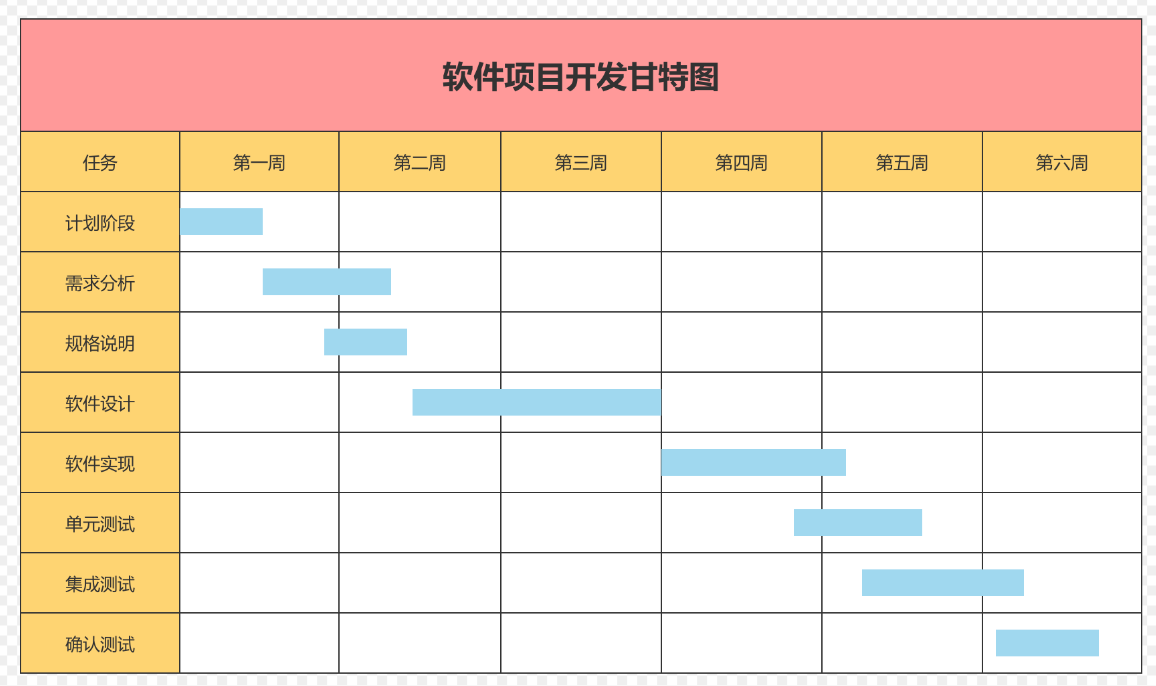 软件项目开发甘特图
任务 第一周 第二周 第三周 第四周 第五周 第六周
计划阶段
需求分析
规格说明
软件设计
软件实现
单元测试
集成测试
确认测试